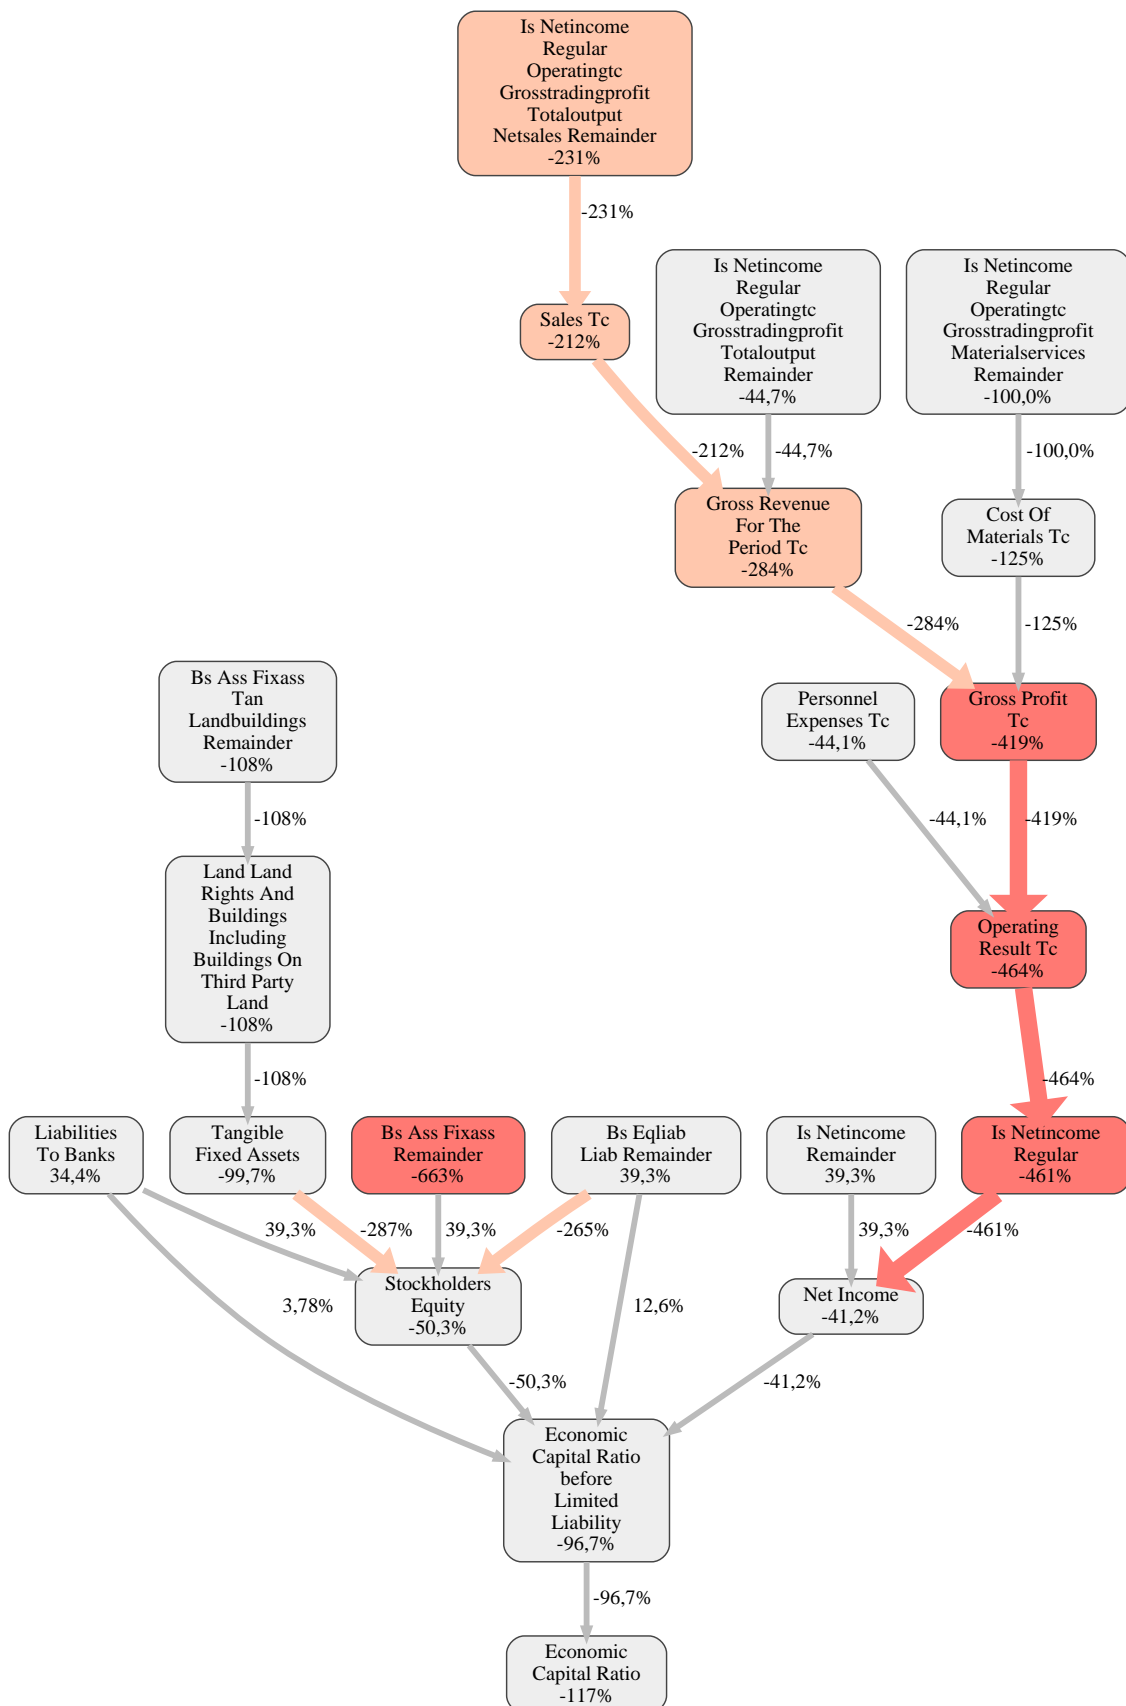 Is Netincome
Regular
Operatingtc
Grosstradingprofit
Totaloutput
Netsales Remainder
-231%
-231%
Is Netincome
Regular
Operatingtc
Grosstradingprofit
Totaloutput
Remainder
-44,7%
Is Netincome
Regular
Operatingtc
Grosstradingprofit
Materialservices
Remainder
-100,0%
Sales Tc
-212%
-212%
-44,7%
-100,0%
Gross Revenue
For The
Period Tc
-284%
Cost Of
Materials Tc
-125%
-284%
-125%
Bs Ass Fixass
Tan
Landbuildings
Remainder
-108%
Personnel
Expenses Tc
-44,1%
Gross Profit
Tc
-419%
-108%
-44,1%
-419%
Land Land
Rights And
Buildings
Including
Buildings On
Third Party
Land
-108%
Operating
Result Tc
-464%
-108%
-464%
Liabilities
To Banks
34,4%
Tangible
Fixed Assets
-99,7%
Bs Ass Fixass
Remainder
-663%
Bs Eqliab
Liab Remainder
39,3%
Is Netincome
Remainder
39,3%
Is Netincome
Regular
-461%
39,3%
-287%
39,3%
-265%
39,3%
-461%
Stockholders
Equity
-50,3%
Net Income
-41,2%
3,78%
12,6%
-50,3%
-41,2%
Economic
Capital Ratio
before
Limited
Liability
-96,7%
-96,7%
Economic
Capital Ratio
-117%